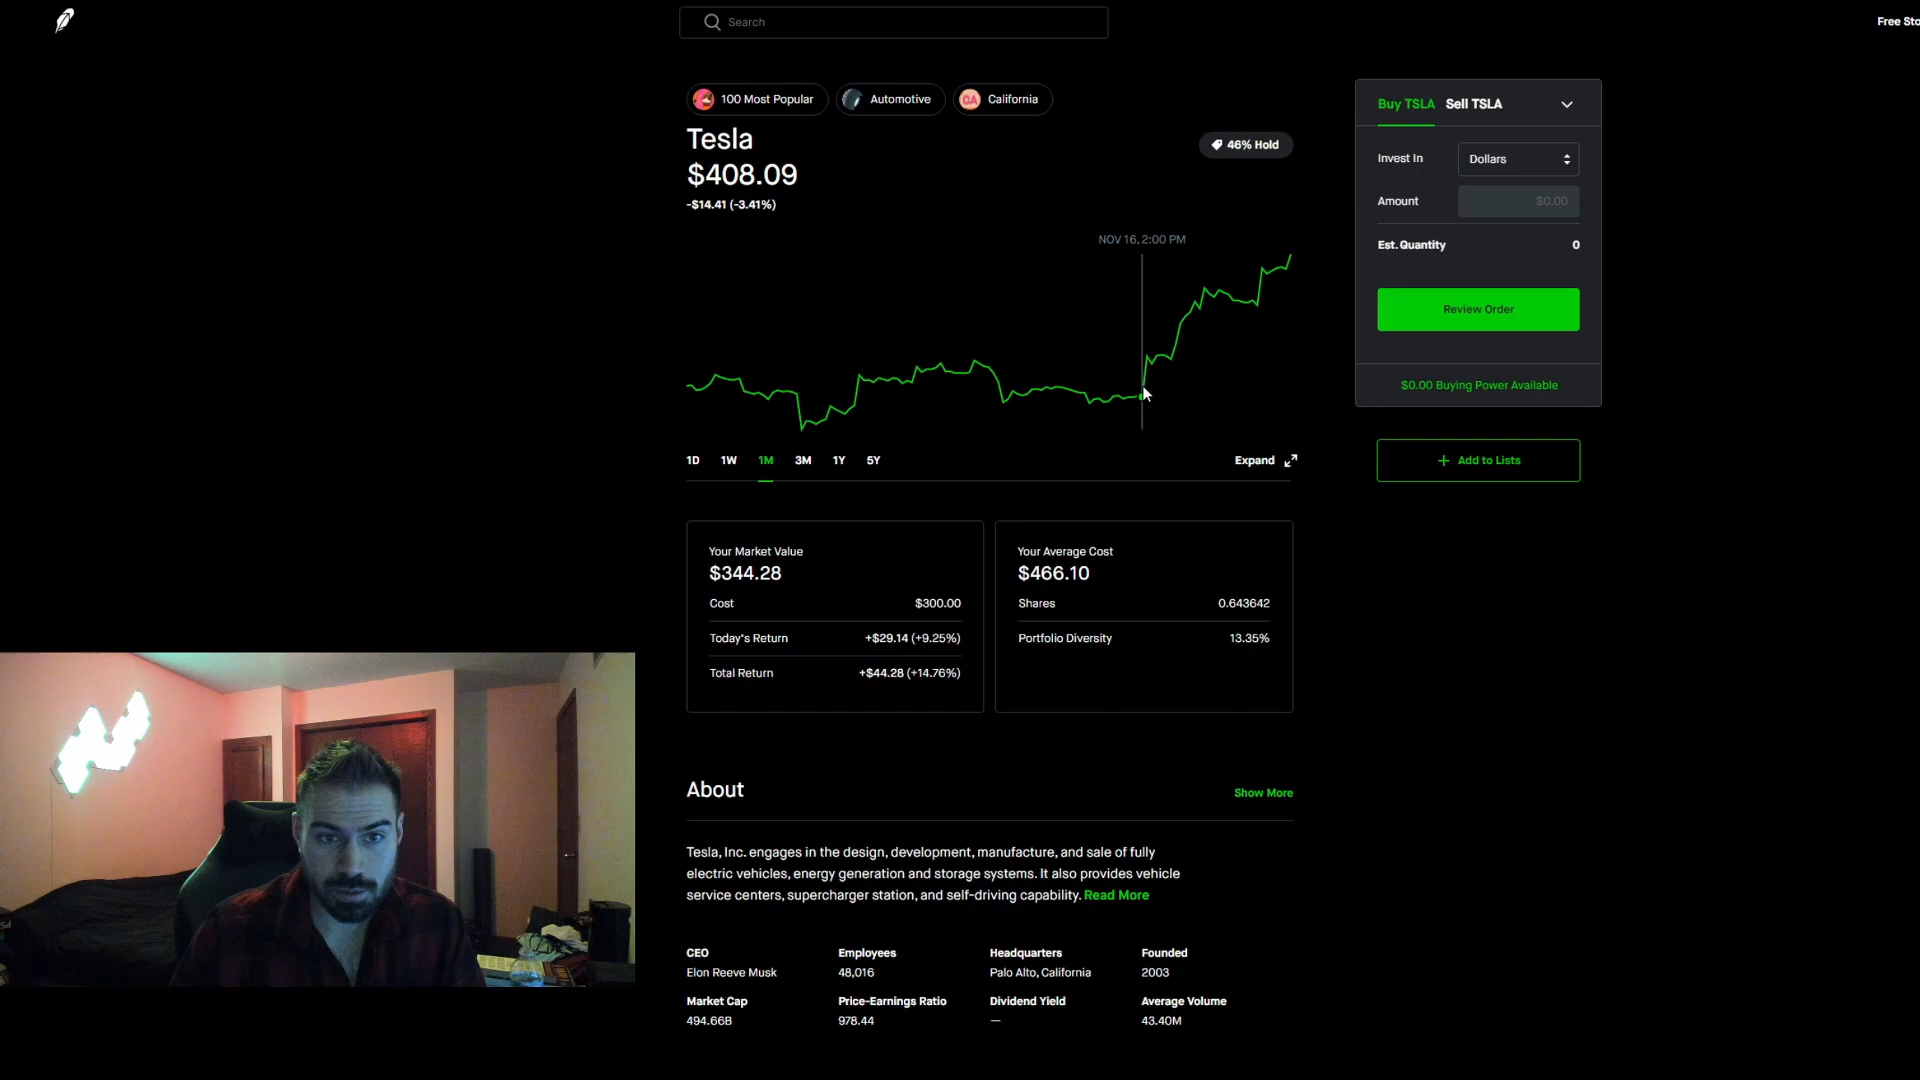 Search
Free Sto
100 Most Popular
Automotive
CA
California
Tesla
$408.09
-$14.41 (-3.41%)
46% Hold
NOV 16, 2:00 PM
1D 1W 1M 3M 1Y 5Y
Expand
Buy TSLA Sell TSLA
Invest In Dollars
Amount $0.00
Est. Quantity 0
Review Order
$0.00 Buying Power Available
+ Add to Lists
Your Market Value
$344.28
Cost $300.00
Today's Return +$29.14 (+9.25%)
Total Return +$44.28 (+14.76%)
Your Average Cost
$466.10
Shares 0.643642
Portfolio Diversity 13.35%
About
Show More
Tesla, Inc. engages in the design, development, manufacture, and sale of fully
electric vehicles, energy generation and storage systems. It also provides vehicle
service centers, supercharger station, and self-driving capability. Read More
CEO Employees Headquarters Founded
Elon Reeve Musk 48,016 Palo Alto, California 2003
Market Cap Price-Earnings Ratio Dividend Yield Average Volume
494.66B 978.44 — 43.40M